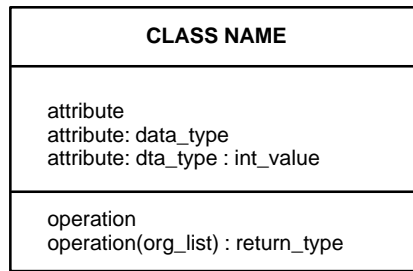 CLASS NAME
attribute
attribute: data_type
attribute: dta_type : int_value
operation
operation(org_list) : return_type